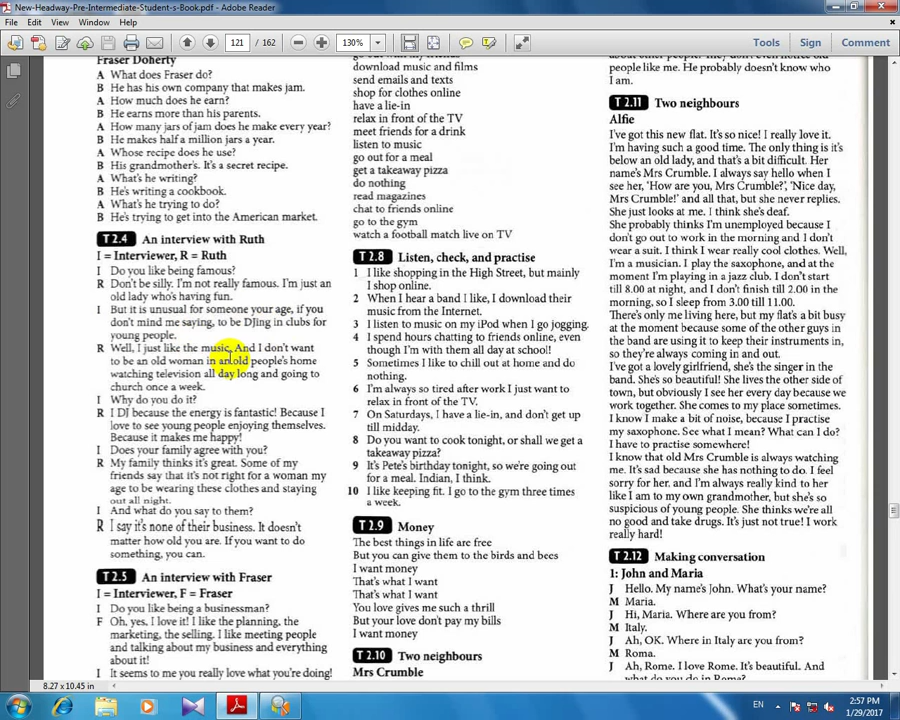 New-Headway-Pre-Intermediate-Student-s-Book.pdf - Adobe Reader
File Edit View Window Help
121 / 162 130%
Tools Sign Comment
Fraser Doherty
A What does Fraser do?
B He has his own company that makes jam.
A How much does he earn?
B He earns more than his parents.
A How many jars of jam does he make every year?
B He makes half a million jars a year.
A Whose recipe does he use?
B His grandmother's. It's a secret recipe.
A What's he writing?
B He's writing a cookbook.
A What's he trying to do?
B He's trying to get into the American market.
T 2.4 An interview with Ruth
I = Interviewer, R = Ruth
I Do you like being famous?
R Don't be silly. I'm not really famous. I'm just an
old lady who's having fun.
I But it is unusual for someone your age, if you
don't mind me saying, to be DJing in clubs for
young people.
R Well, I just like the music. And I don't want
to be an old woman in an old people's home
watching television all day long and going to
church once a week.
I Why do you do it?
R I DJ because the energy is fantastic! Because I
love to see young people enjoying themselves.
Because it makes me happy!
I Does your family agree with you?
R My family thinks it's great. Some of my
friends say that it's not right for a woman my
age to be wearing these clothes and staying
out all night.
I And what do you say to them?
R I say it's none of their business. It doesn't
matter how old you are. If you want to do
something, you can.
T 2.5 An interview with Fraser
I = Interviewer, F = Fraser
I Do you like being a businessman?
F Oh, yes, I love it! I like the planning, the
marketing, the selling. I like meeting people
and talking about my business and everything
about it!
I It seems to me you really love what you're doing!
download music and films
send emails and texts
shop for clothes online
have a lie-in
relax in front of the TV
meet friends for a drink
listen to music
go out for a meal
get a takeaway pizza
do nothing
read magazines
chat to friends online
go to the gym
watch a football match live on TV
T 2.8 Listen, check, and practise
1 I like shopping in the High Street, but mainly
I shop online.
2 When I hear a band I like, I download their
music from the Internet.
3 I listen to music on my iPod when I go jogging.
4 I spend hours chatting to friends online, even
though I'm with them all day at school!
5 Sometimes I like to chill out at home and do
nothing.
6 I'm always so tired after work I just want to
relax in front of TV.
7 On Saturdays, I have a lie-in, and don't get up
till midday.
8 Do you want to cook tonight, or shall we get a
takeaway pizza?
9 It's Pete's birthday tonight, so we're going out
for a meal. Indian, I think.
10 I like keeping fit. I go to the gym three times
a week.
T 2.9 Money
The best things in life are free
But you can give them to the birds and bees
I want money
That's what I want
That's what I want
You love gives me such a thrill
But your love don't pay my bills
I want money
T 2.10 Two neighbours
Mrs Crumble
people like me. He probably doesn't know who
I am.
T 2.11 Two neighbours
Alfie
I've got this new flat. It's so nice! I really love it.
I'm having such a good time. The only thing is it's
below an old lady, and that's a bit difficult. Her
name's Mrs Crumble. I always say hello when I
see her, 'How are you, Mrs Crumble?', 'Nice day,
Mrs Crumble!' and all that, but she never replies.
She just looks at me. I think she's deaf.
She probably thinks I'm unemployed because I
don't go out to work in the morning and I don't
wear a suit. I think I wear really cool clothes. Well,
I'm a musician. I play the saxophone, and at the
moment I'm playing in a jazz club. I don't start
till 8.00 at night, and I don't finish till 2.00 in the
morning, so I sleep from 3.00 till 11.00.
There's only me living here, but my flat's a bit busy
at the moment because some of the other guys in
the band are using it to keep their instruments in,
so they're always coming in and out.
I've got a lovely girlfriend, she's the singer in the
band. She's so beautiful! She lives the other side of
town, but obviously I see her every day because we
work together. She comes to my place sometimes.
I know I make a bit of noise, because I practise
my saxophone. See what I mean? What can I do?
I have to practise somewhere!
I know that old Mrs Crumble is always watching
me. It's sad because she has nothing to do. I feel
sorry for her, and I'm always really kind to her
like I am to my own grandmother, but she's so
suspicious of young people. She thinks we're all
no good and take drugs. It's just not true! I work
really hard!
T 2.12 Making conversation
1: John and Maria
J Hello. My name's John. What's your name?
M Maria.
J Hi, Maria. Where are you from?
M Italy.
J Ah, OK. Where in Italy are you from?
M Roma.
J Ah, Rome. I love Rome. It's beautiful. And
what do you do in Rome?
8.27 x 10.45 in
EN
2:57 PM
1/29/2017